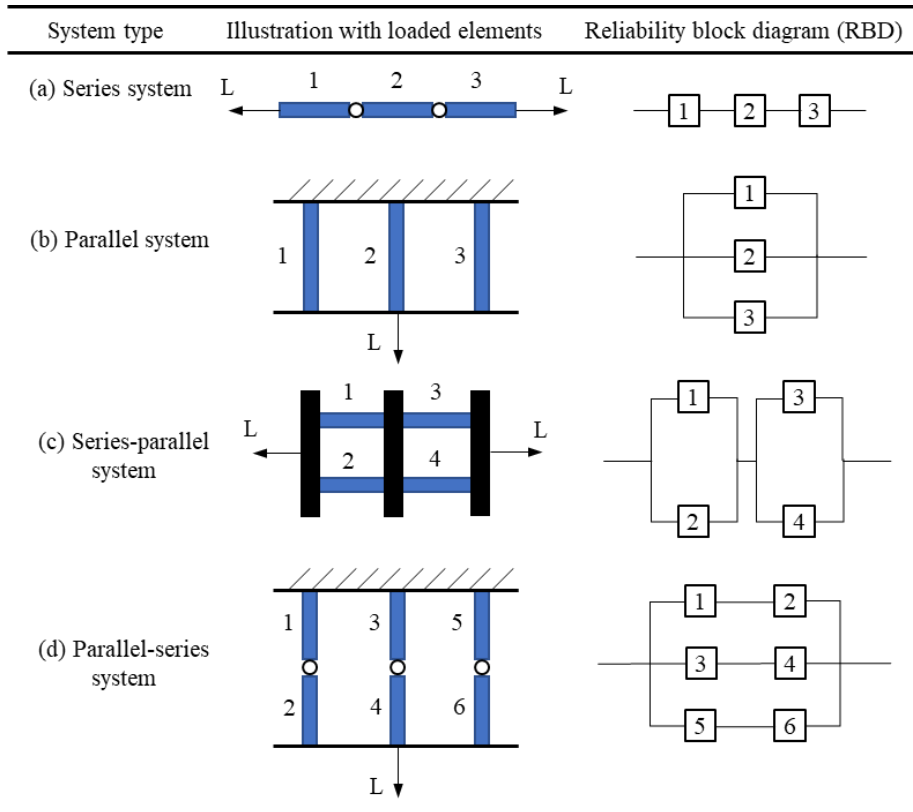 System type Illustration with loaded elements Reliability block diagram (RBD)
(a) Series system
L 1 2 3 L
1 2 3
(b) Parallel system
1 2 3
L
1
2
3
(c) Series-parallel
system
L 1 3 L
2 4
1 3
2 4
(d) Parallel-series
system
1 3 5
2 4 6
L
1 2
3 4
5 6